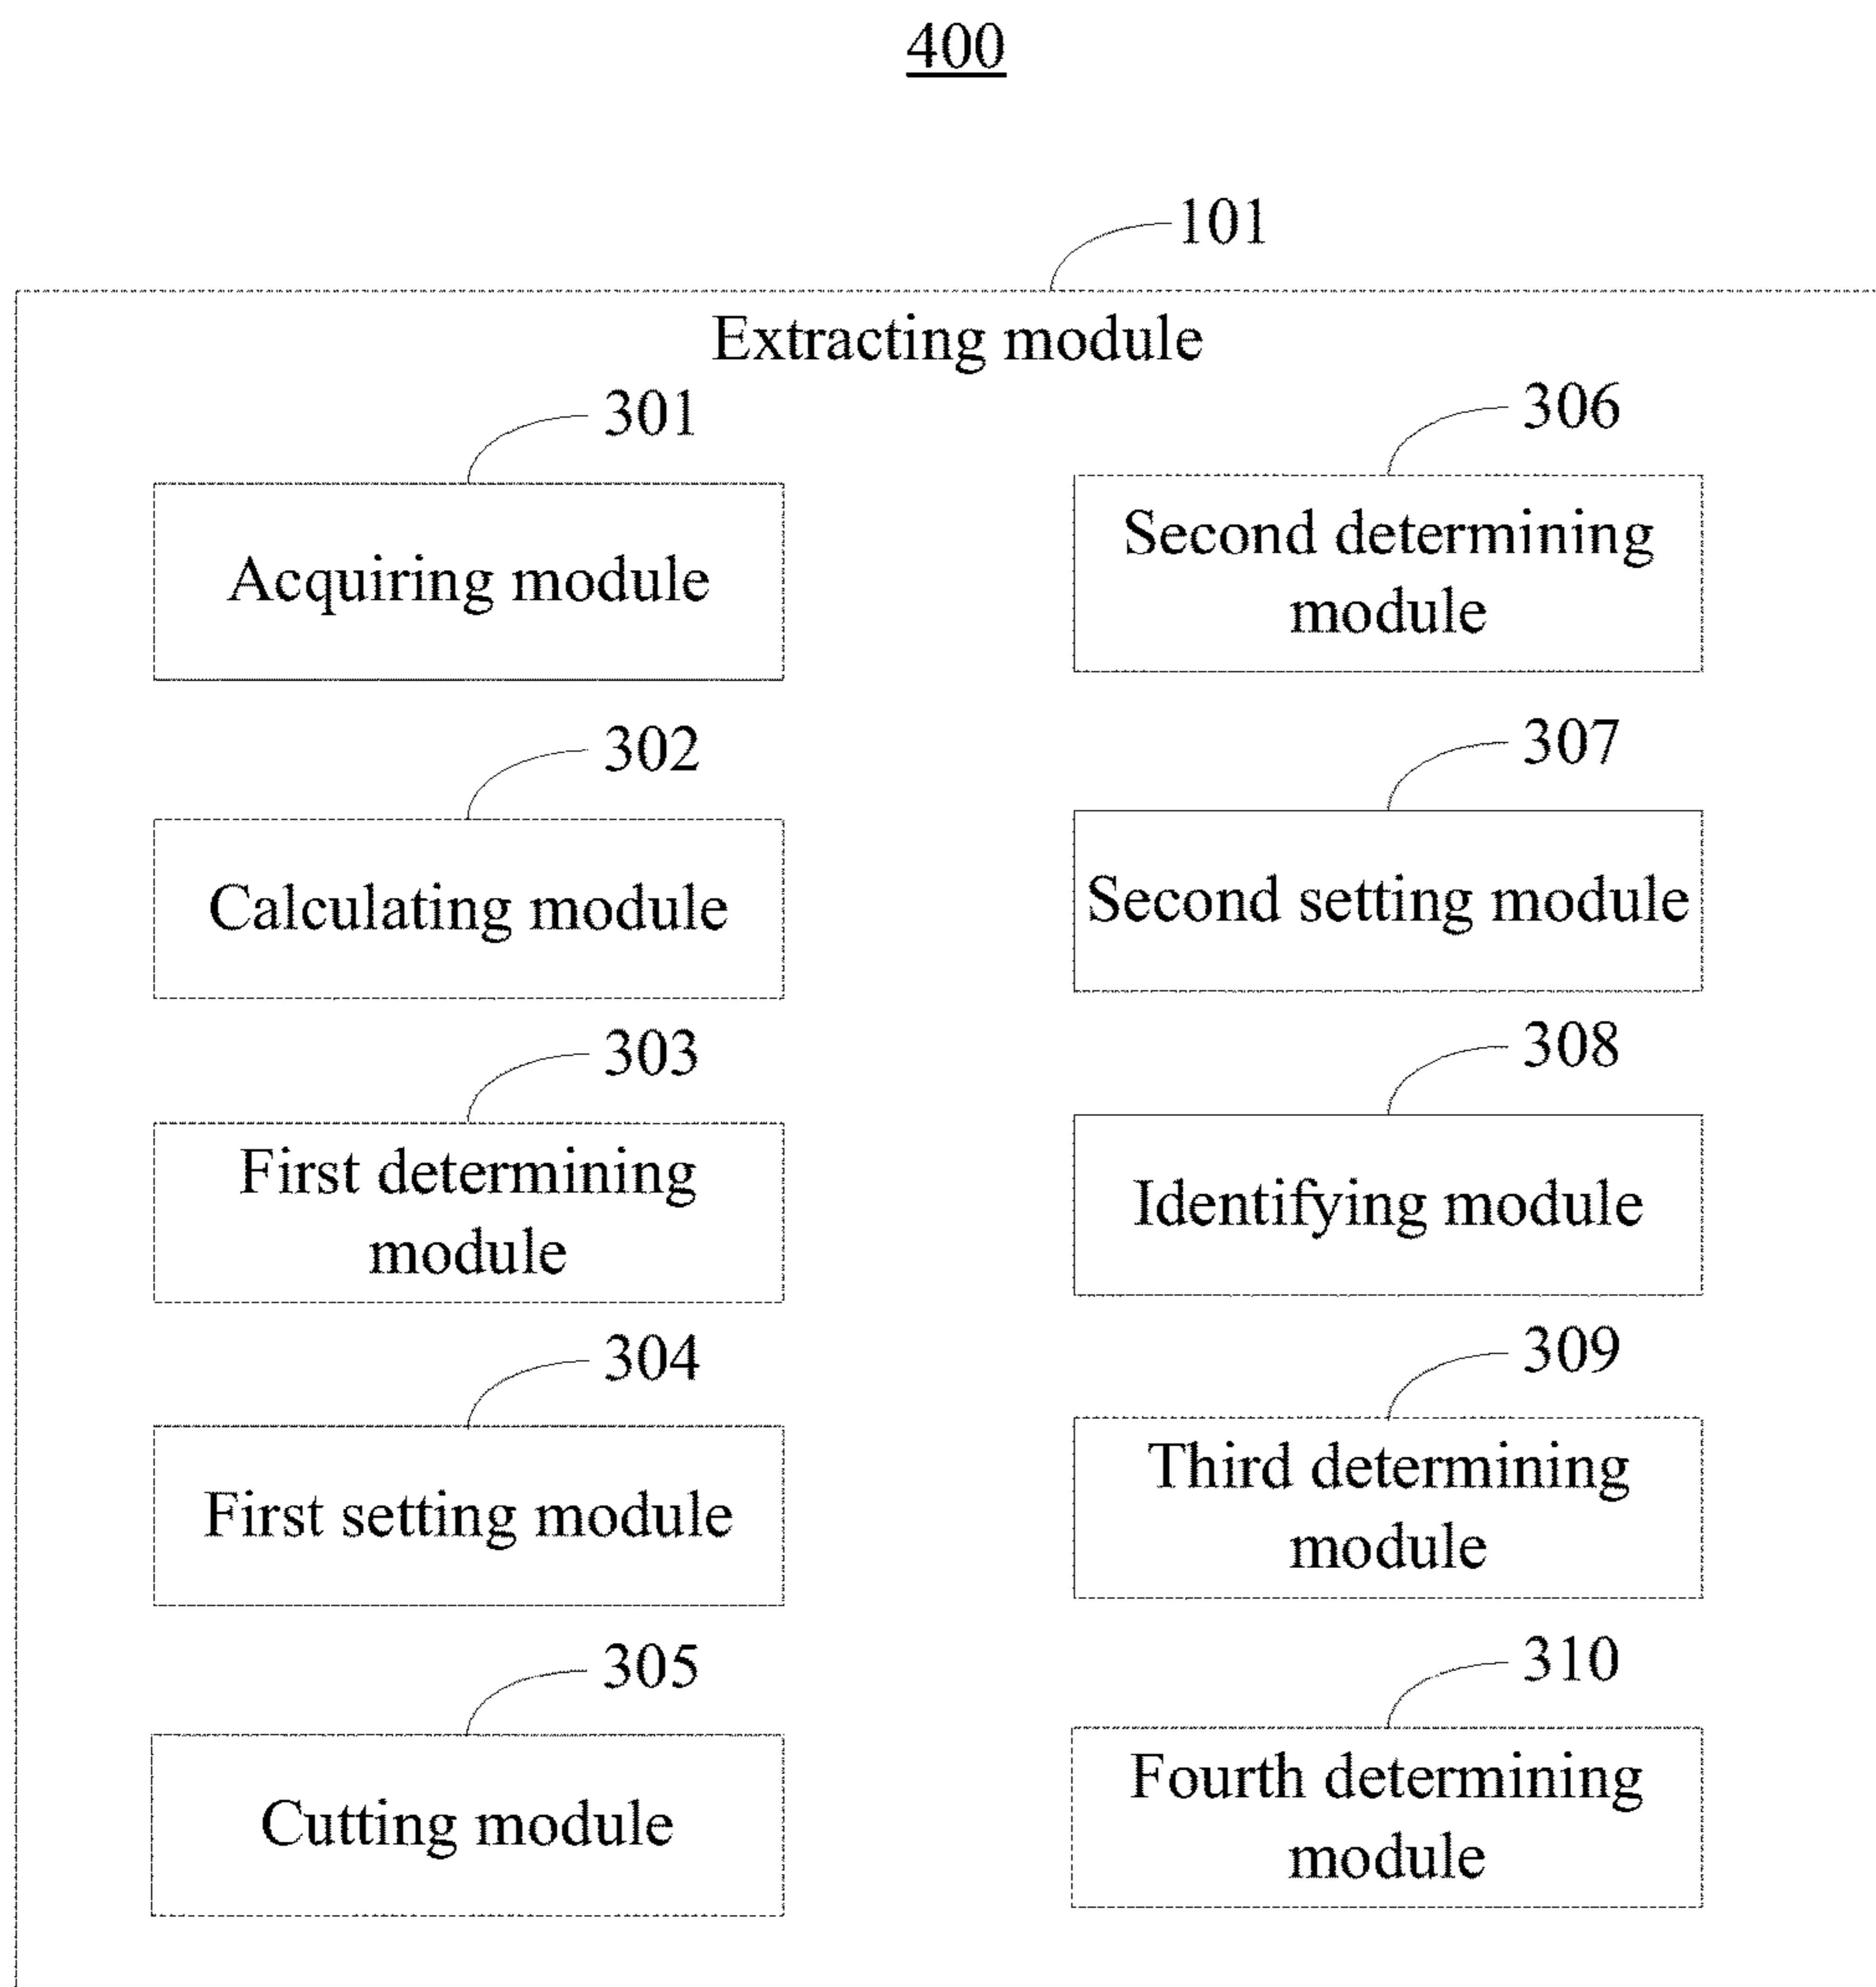 400
101
Extracting module
301
Acquiring module
302
Calculating module
303
First determining
module
304
First setting module
305
Cutting module
306
Second determining
module
307
Second setting module
308
Identifying module
309
Third determining
module
310
Fourth determining
module